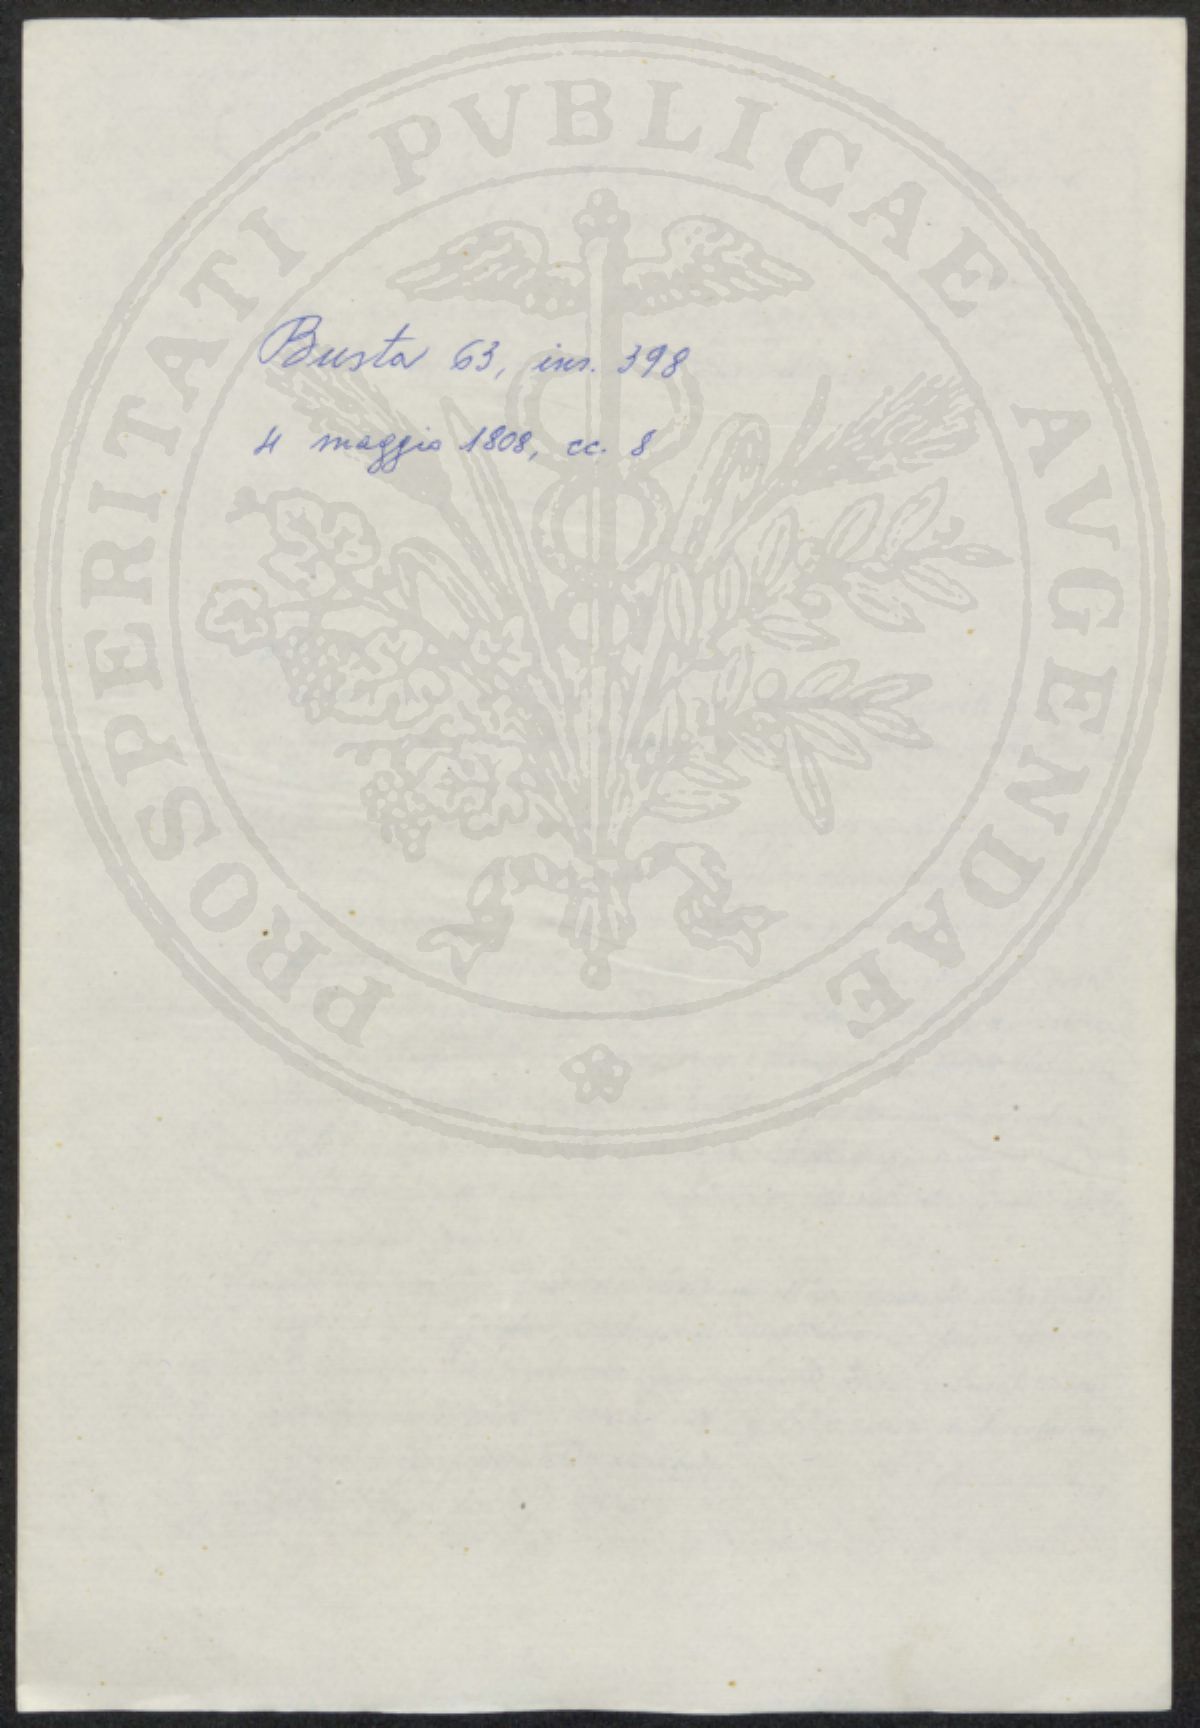 PROSPERITATI PVBLICAE AVGENDAE
Busta 63, ins. 398
4 maggio 1808, cc. 8